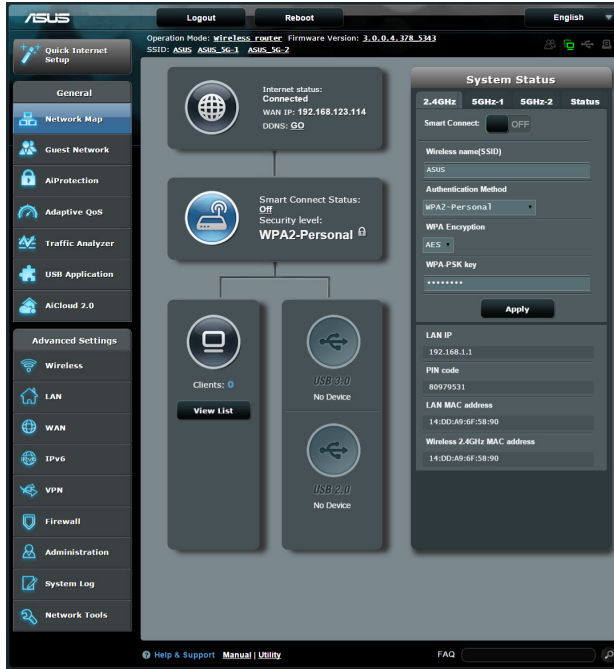 ASUS
Logout
Reboot
English
Quick Internet Setup
Operation Mode: Wireless router Firmware Version: 3.0.0.4.378_5343
SSID: ASUS ASUS_5G-1 ASUS_5G-2
General
Network Map
Guest Network
AiProtection
Adaptive QoS
Traffic Analyzer
USB Application
AiCloud 2.0
Advanced Settings
Wireless
LAN
WAN
IPv6
VPN
Firewall
Administration
System Log
Network Tools
Internet status:
Connected
WAN IP: 192.168.123.114
DDNS: GO
Smart Connect Status:
Off
Security level:
WPA2-Personal
Clients: 0
View List
USB 3.0
No Device
USB 2.0
No Device
System Status
2.4GHz 5GHz-1 5GHz-2 Status
Smart Connect: OFF
Wireless name(SSID)
ASUS
Authentication Method
WPA2-Personal
WPA Encryption
AES
WPA-PSK key
••••••••
Apply
LAN IP
192.168.1.1
PIN code
80979531
LAN MAC address
14:DD:A9:6F:58:90
Wireless 2.4GHz MAC address
14:DD:A9:6F:58:90
Help & Support Manual | Utility
FAQ